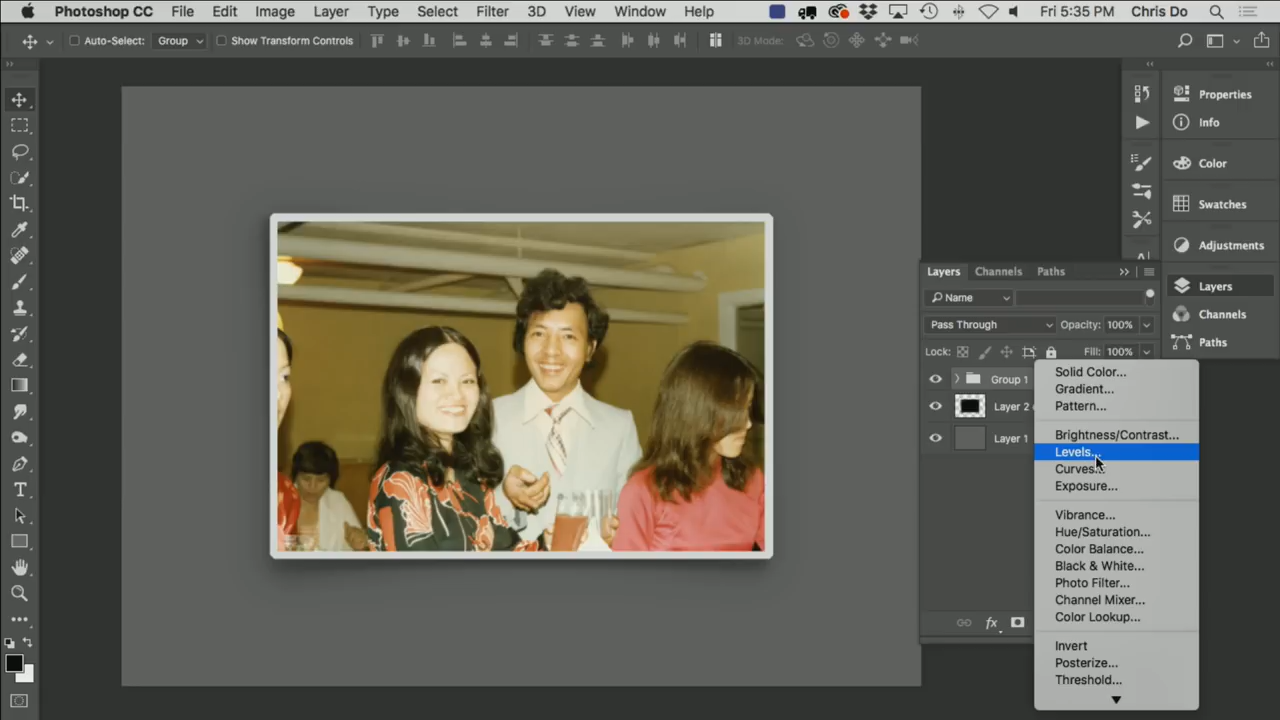 Photoshop CC File Edit Image Layer Type Select Filter 3D View Window Help Fri 5:35 PM Chris Do
Auto-Select: Group Show Transform Controls 3D Mode:
Properties
Info
Color
Swatches
Adjustments
Layers
Channels
Paths
Layers Channels Paths
Name
Pass Through Opacity: 100%
Lock: Fill: 100%
Group 1
Layer 2
Layer 1
fx
Solid Color...
Gradient...
Pattern...
Brightness/Contrast...
Levels...
Curves...
Exposure...
Vibrance...
Hue/Saturation...
Color Balance...
Black & White...
Photo Filter...
Channel Mixer...
Color Lookup...
Invert
Posterize...
Threshold...